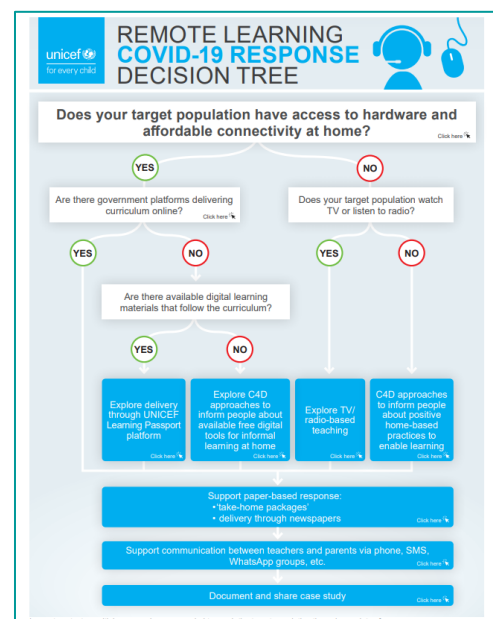 unicef
for every child
REMOTE LEARNING
COVID-19 RESPONSE
DECISION TREE
Does your target population have access to hardware and
affordable connectivity at home?
Click here
YES
NO
Are there government platforms delivering
curriculum online?
Click here
Does your target population watch
TV or listen to radio?
YES
NO
YES
NO
Are there available digital learning
materials that follow the curriculum?
YES
NO
Explore delivery
through UNICEF
Learning Passport
platform
Click here
Explore C4D
approaches to
inform people about
available free digital
tools for informal
learning at home
Click here
Explore TV/
radio-based
teaching
Click here
C4D approaches
to inform people
about positive
home-based
practices to
enable learning
Click here
Support paper-based response:
•'take-home packages'
• delivery through newspapers
Click here
Support communication between teachers and parents via phone, SMS,
WhatsApp groups, etc.
Click here
Document and share case study
Click here